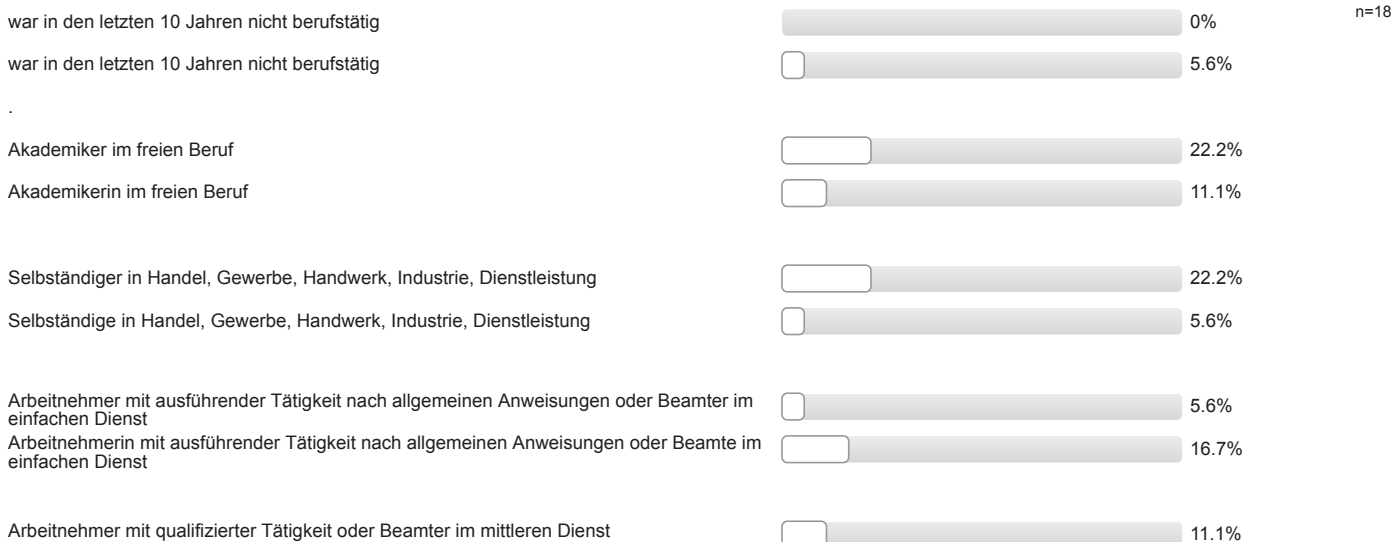 war in den letzten 10 Jahren nicht berufstätig 0% n=18
war in den letzten 10 Jahren nicht berufstätig 5.6%
.
Akademiker im freien Beruf 22.2%
Akademikerin im freien Beruf 11.1%
Selbständiger in Handel, Gewerbe, Handwerk, Industrie, Dienstleistung 22.2%
Selbständige in Handel, Gewerbe, Handwerk, Industrie, Dienstleistung 5.6%
Arbeitnehmer mit ausführender Tätigkeit nach allgemeinen Anweisungen oder Beamter im
einfachen Dienst 5.6%
Arbeitnehmerin mit ausführender Tätigkeit nach allgemeinen Anweisungen oder Beamte im
einfachen Dienst 16.7%
Arbeitnehmer mit qualifizierter Tätigkeit oder Beamter im mittleren Dienst 11.1%